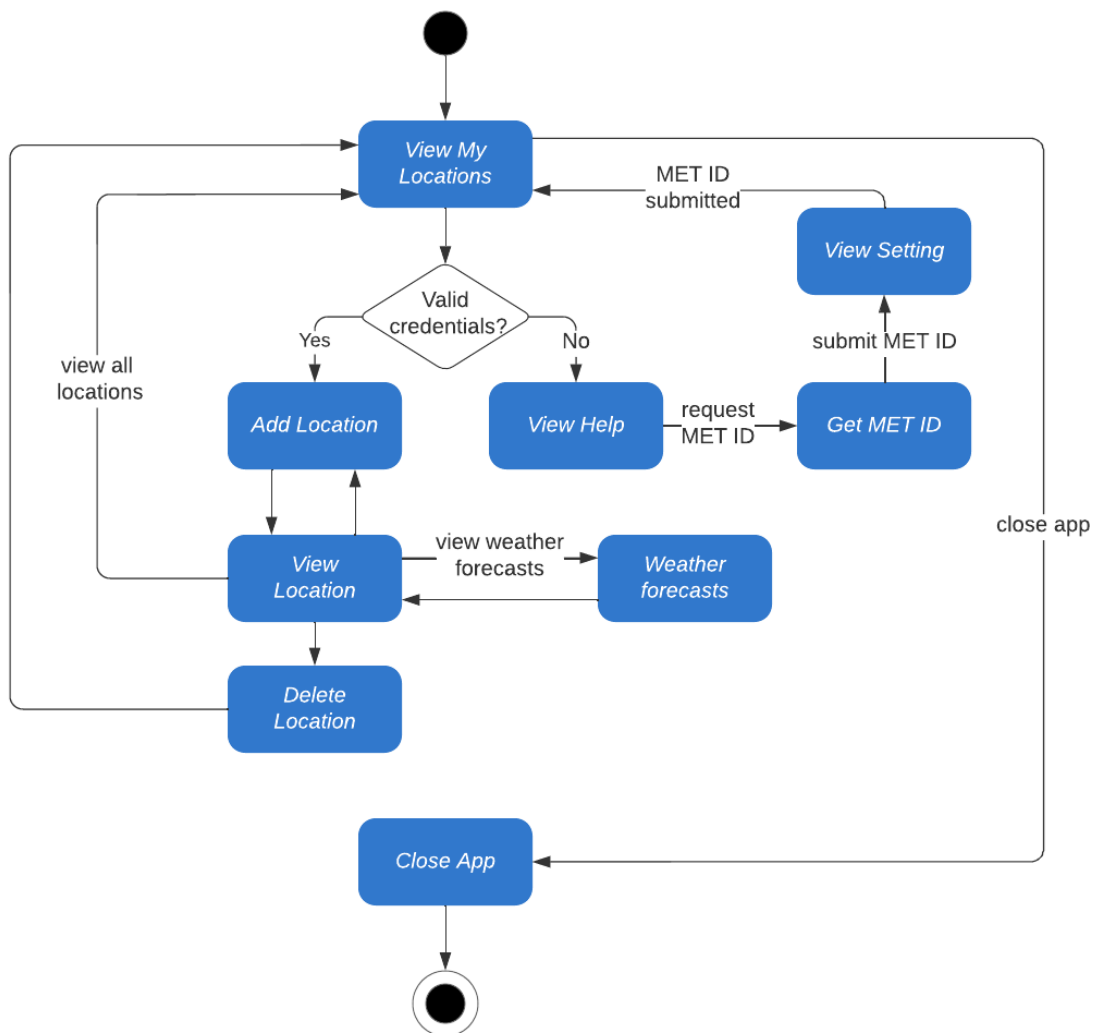 View My
Locations
MET ID
submitted
View Setting
Valid
credentials?
Yes
No
submit MET ID
view all
locations
Add Location
View Help
request
MET ID
Get MET ID
close app
view weather
forecasts
View
Location
Weather
forecasts
Delete
Location
Close App